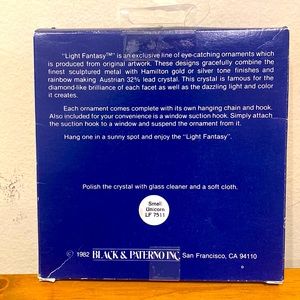 "Light Fantasy™" is an exclusive line of eye-catching ornaments which
is produced from original artwork. These designs gracefully combine the
finest sculptured metal with Hamilton gold or silver tone finishes and
rainbow making Austrian 32% lead crystal. This crystal is famous for the
diamond-like brilliance of each facet as well as the dazzling light and color
it creates.
Each ornament comes complete with its own hanging chain and hook.
Also included for your convenience is a window suction hook. Simply attach
the suction hook to a window and suspend the ornament from it.
Hang one in a sunny spot and enjoy the "Light Fantasy".
Polish the crystal with glass cleaner and a soft cloth.
Small
Unicorn
LF 7511
© 1982 BLACK & PATERNO INC. San Francisco, CA 94110